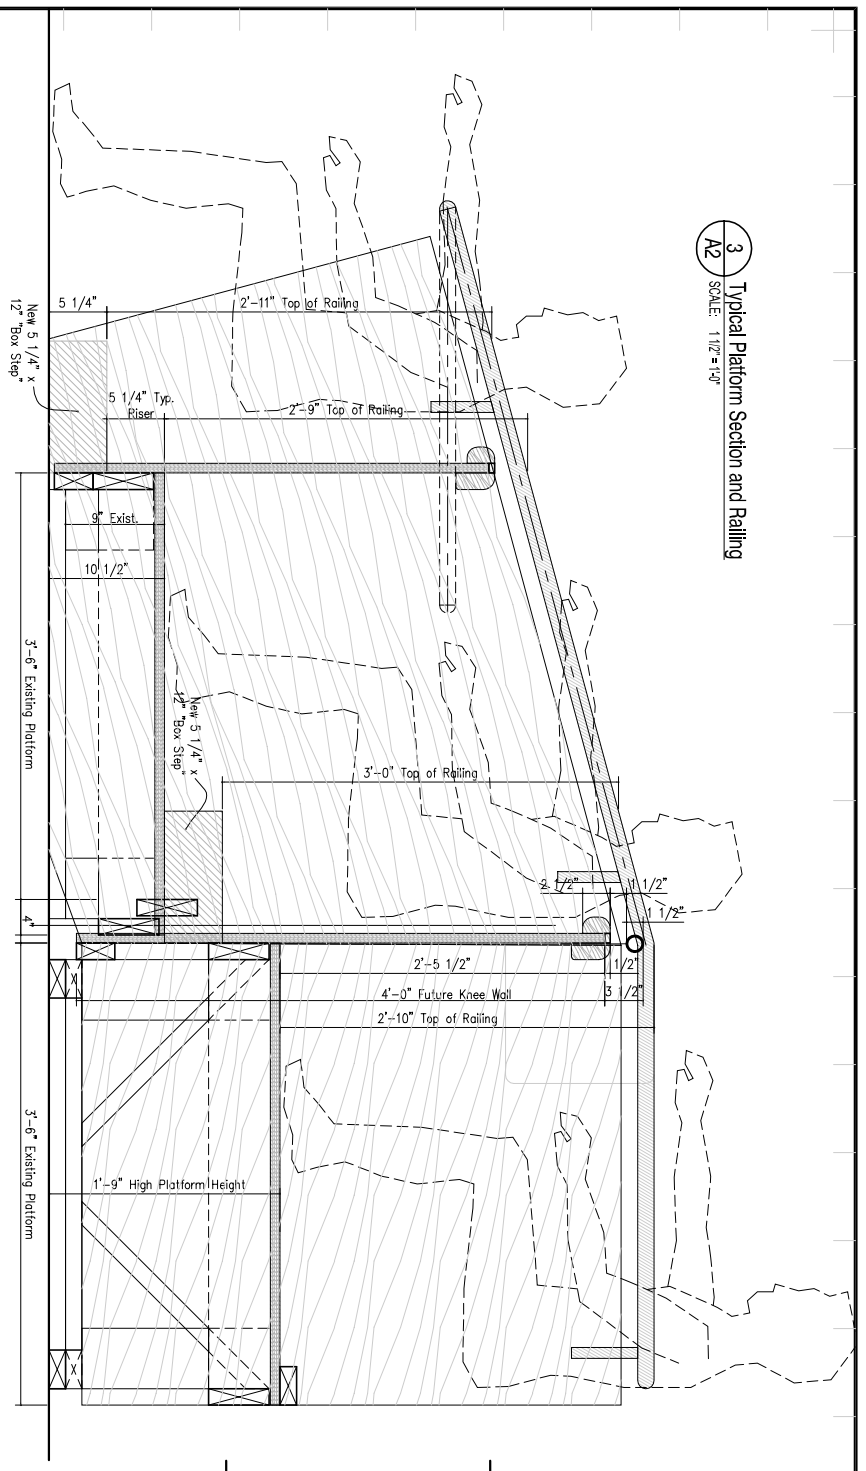 3
A2
Typical Platform Section and Railing
SCALE: 1 1/2" = 1'-0"
5 1/4"
2'-11" Top of Railing
New 5 1/4" x
12" "Box Step"
5 1/4" Typ.
Riser
2'-9" Top of Railing
9" Exist.
10 1/2"
3'-6" Existing Platform
New 5 1/4" x
12" "Box Step"
3'-0" Top of Railing
2 1/2"
1 1/2"
1 1/2"
4"
2'-5 1/2"
1/2"
4'-0" Future Knee Wall
3 1/2"
2'-10" Top of Railing
1'-9" High Platform Height
3'-6" Existing Platform